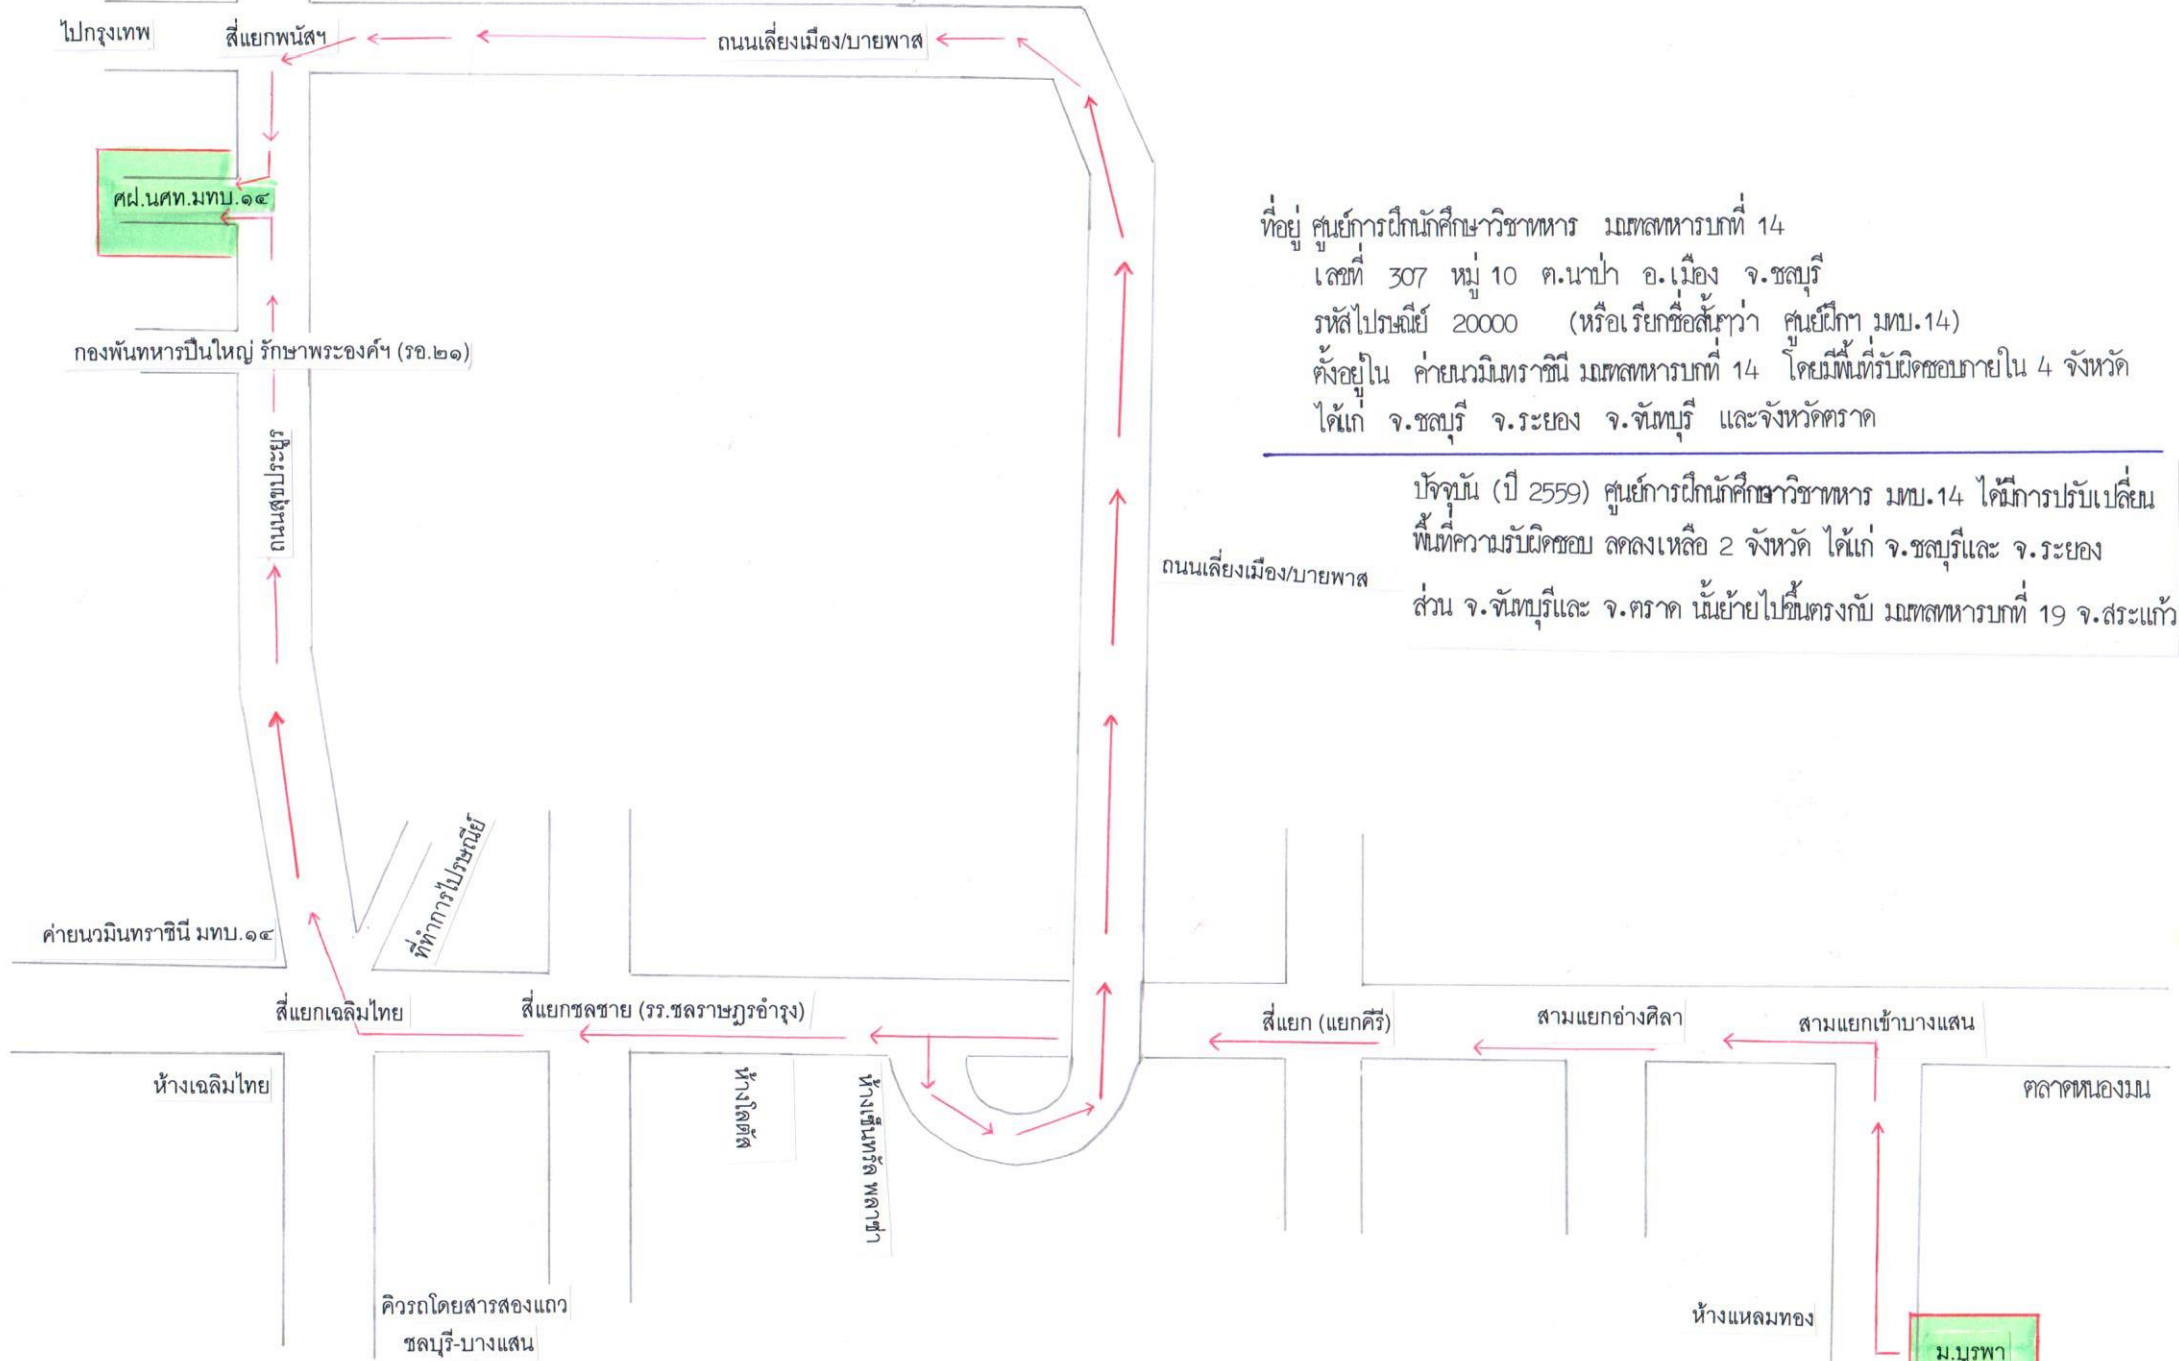 ไปกรุงเทพ
สี่แยกพนัสฯ
ถนนเลี่ยงเมือง/บายพาส
ศฝ.นศท.มทบ.๑๔
กองพันทหารปืนใหญ่ รักษาพระองค์ฯ (รอ.๒๑)
ถนนสุขประยูร
ที่อยู่ ศูนย์การฝึกนักศึกษาวิชาทหาร มณฑลทหารบกที่ 14
เลขที่ 307 หมู่ 10 ต.นาป่า อ.เมือง จ.ชลบุรี
รหัสไปรษณีย์ 20000 (หรือเรียกชื่อสั้นๆว่า ศูนย์ฝึกฯ มทบ.14)
ตั้งอยู่ใน ค่ายนวมินทราชินี มณฑลทหารบกที่ 14 โดยมีพื้นที่รับผิดชอบภายใน 4 จังหวัด
ได้แก่ จ.ชลบุรี จ.ระยอง จ.จันทบุรี และจังหวัดตราด
ปัจจุบัน (ปี 2559) ศูนย์การฝึกนักศึกษาวิชาทหาร มทบ.14 ได้มีการปรับเปลี่ยน
พื้นที่ความรับผิดชอบ ลดลงเหลือ 2 จังหวัด ได้แก่ จ.ชลบุรีและ จ.ระยอง
ส่วน จ.จันทบุรีและ จ.ตราด นั้นย้ายไปขึ้นตรงกับ มณฑลทหารบกที่ 19 จ.สระแก้ว
ถนนเลี่ยงเมือง/บายพาส
ที่ทำการไปรษณีย์
ค่ายนวมินทราชินี มทบ.๑๔
สี่แยกเฉลิมไทย
สี่แยกชลชาย (รร.ชลราษฎรอำรุง)
สี่แยก (แยกคีรี)
สามแยกอ่างศิลา
สามแยกเข้าบางแสน
ห้างเฉลิมไทย
ห้างโลตัส
ห้างเซ็นทรัล พลาซ่า
ตลาดหนองมน
คิวรถโดยสารสองแถว
ชลบุรี-บางแสน
ห้างแหลมทอง
ม.บูรพา